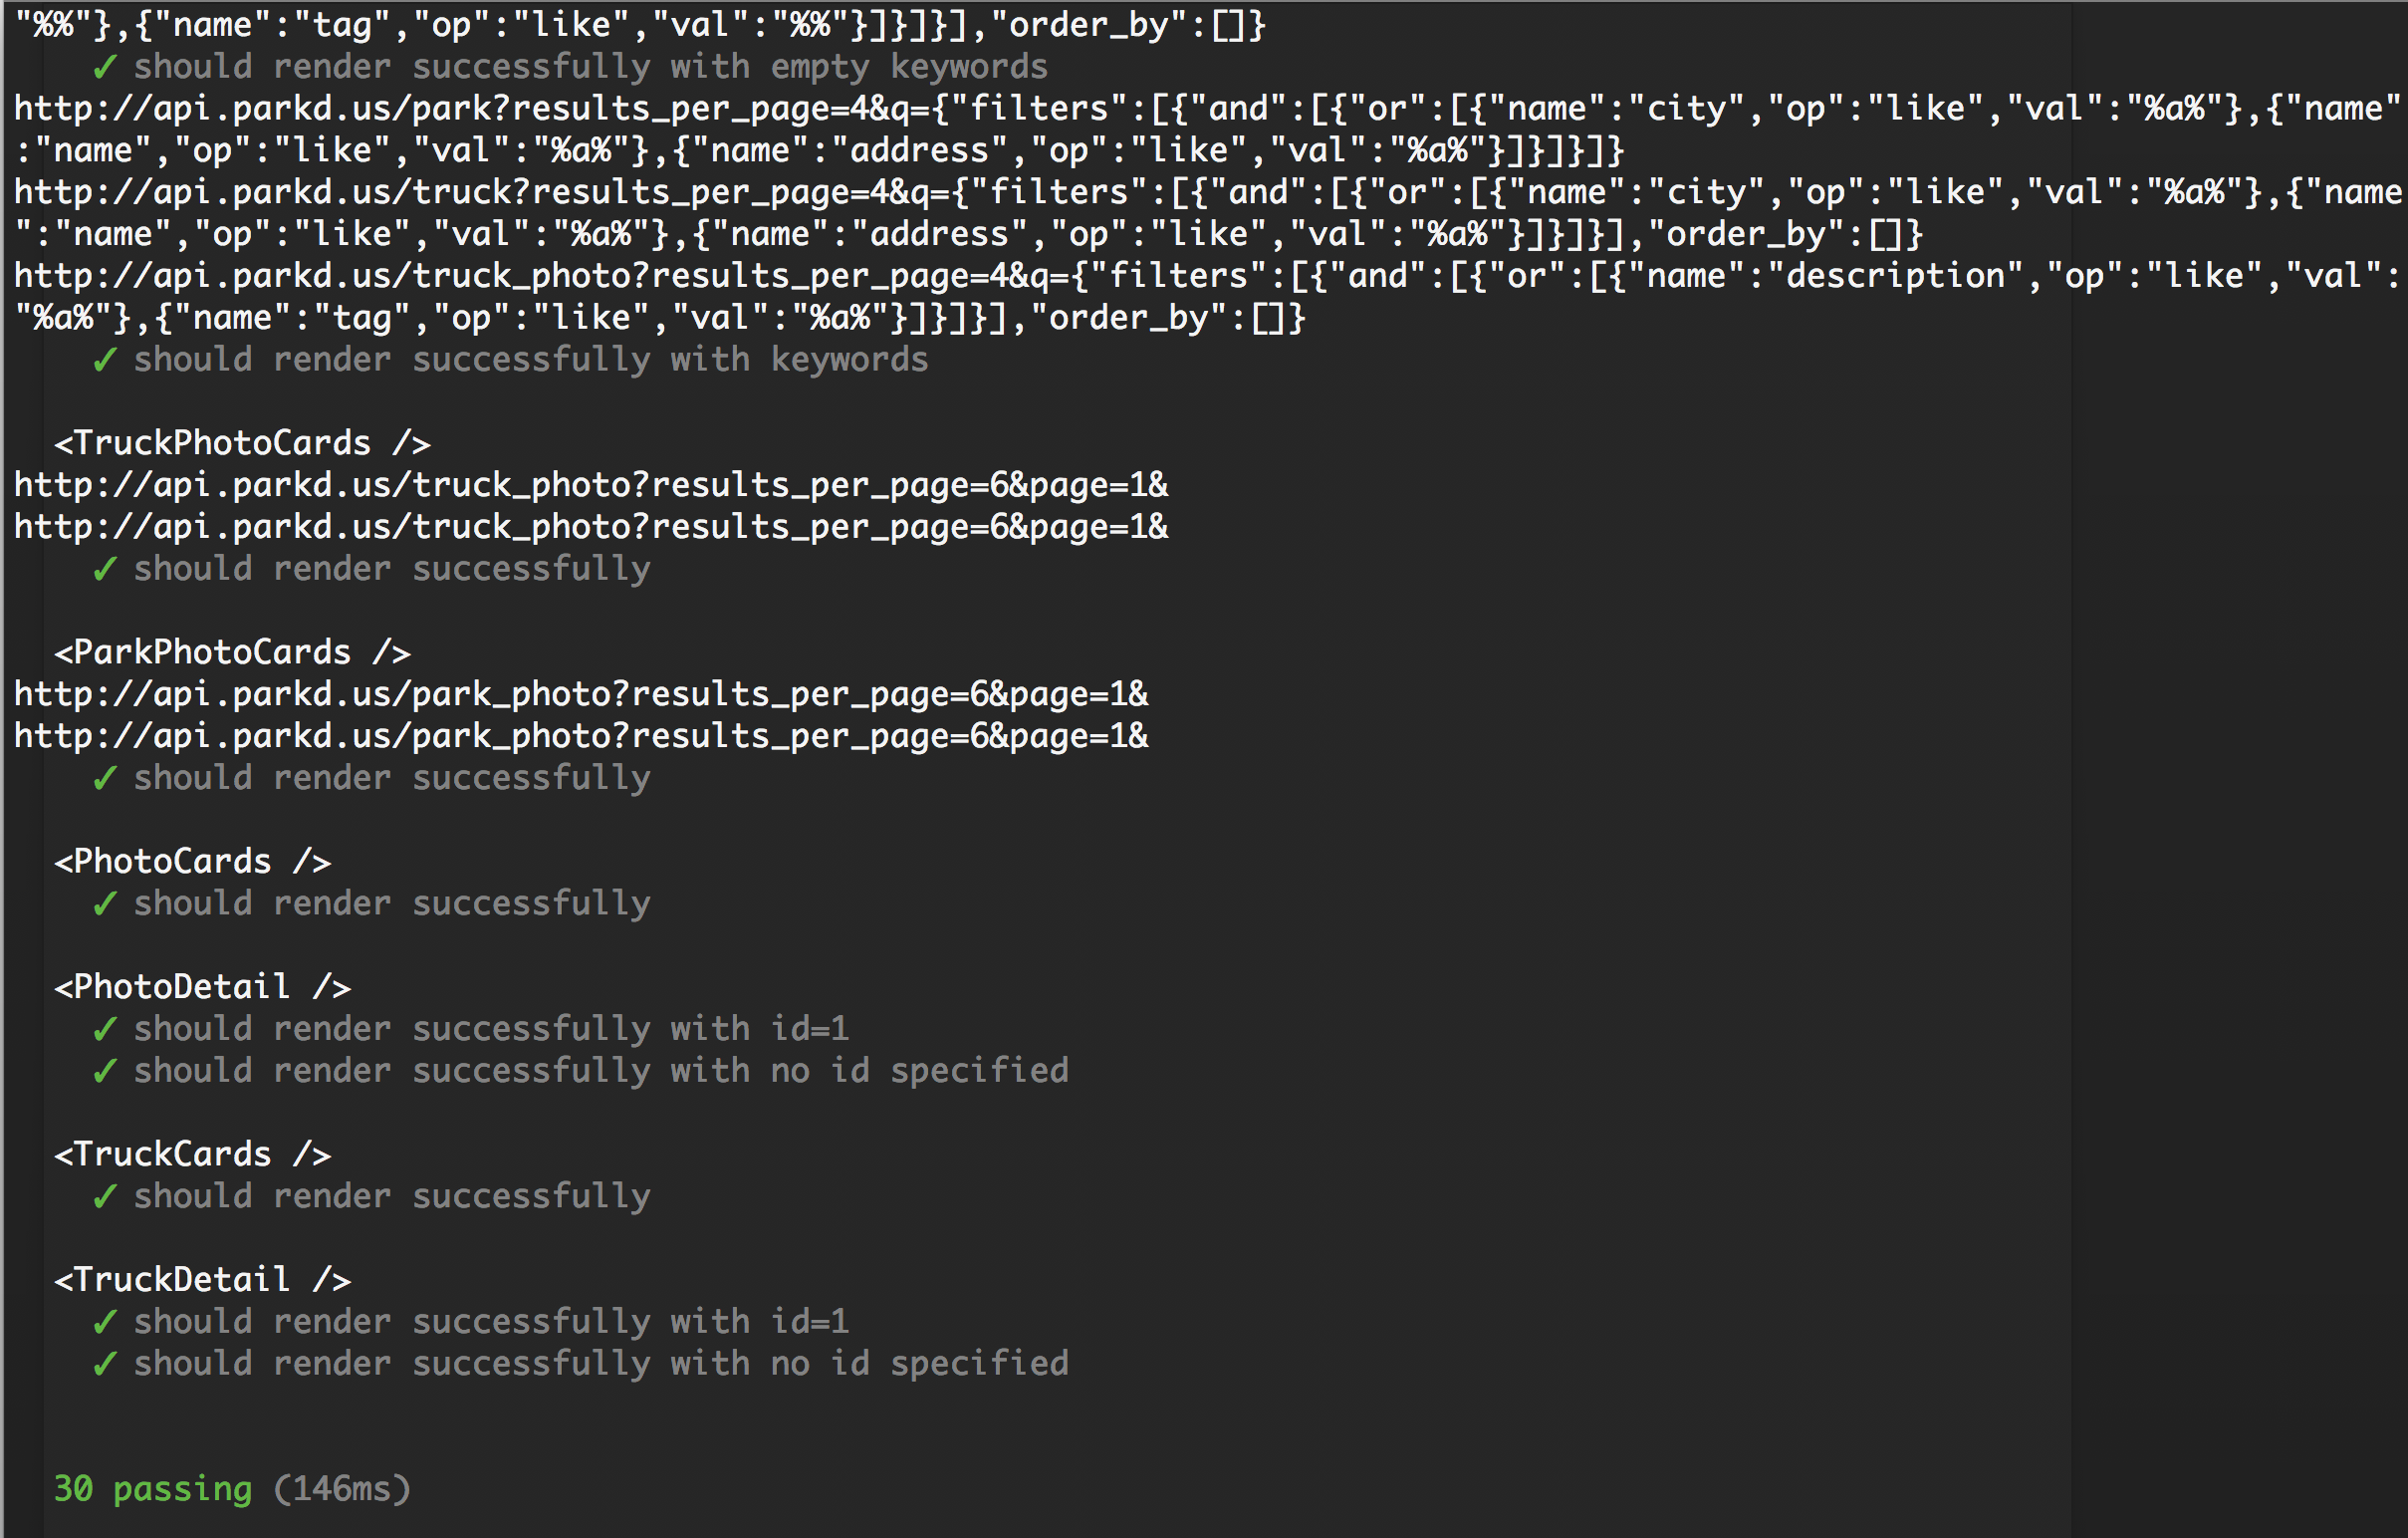 "%%"},{"name":"tag","op":"like","val":"%%"}]}]}],"order_by":[]}
✓ should render successfully with empty keywords
http://api.parkd.us/park?results_per_page=4&q={"filters":[{"and":[{"or":[{"name":"city","op":"like","val":"%a%"},{"name"
:"name","op":"like","val":"%a%"},{"name":"address","op":"like","val":"%a%"}]}]}]}
http://api.parkd.us/truck?results_per_page=4&q={"filters":[{"and":[{"or":[{"name":"city","op":"like","val":"%a%"},{"name
":"name","op":"like","val":"%a%"},{"name":"address","op":"like","val":"%a%"}]}]}],"order_by":[]}
http://api.parkd.us/truck_photo?results_per_page=4&q={"filters":[{"and":[{"or":[{"name":"description","op":"like","val":
"%a%"},{"name":"tag","op":"like","val":"%a%"}]}]}],"order_by":[]}
✓ should render successfully with keywords
<TruckPhotoCards />
http://api.parkd.us/truck_photo?results_per_page=6&page=1&
http://api.parkd.us/truck_photo?results_per_page=6&page=1&
✓ should render successfully
<ParkPhotoCards />
http://api.parkd.us/park_photo?results_per_page=6&page=1&
http://api.parkd.us/park_photo?results_per_page=6&page=1&
✓ should render successfully
<PhotoCards />
✓ should render successfully
<PhotoDetail />
✓ should render successfully with id=1
✓ should render successfully with no id specified
<TruckCards />
✓ should render successfully
<TruckDetail />
✓ should render successfully with id=1
✓ should render successfully with no id specified
30 passing (146ms)